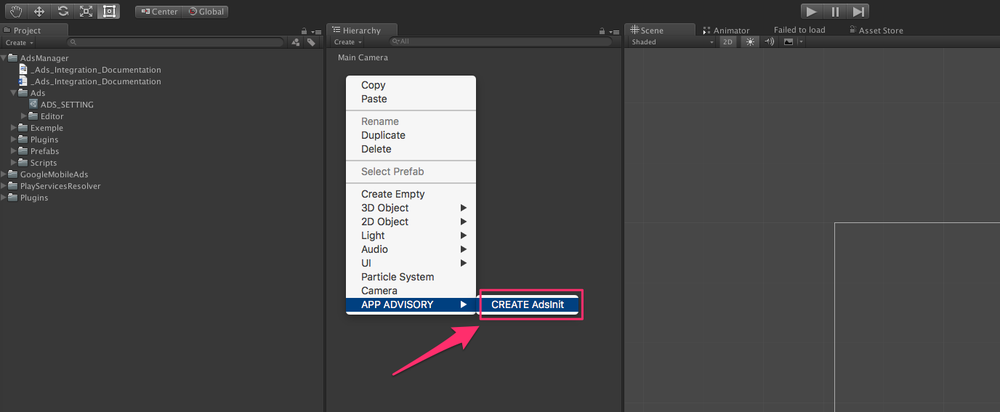 Center
Global
Project
Create
AdsManager
_Ads_Integration_Documentation
_Ads_Integration_Documentation
Ads
ADS_SETTING
Editor
Exemple
Plugins
Prefabs
Scripts
GoogleMobileAds
PlayServicesResolver
Plugins
Hierarchy
Create
All
Main Camera
Copy
Paste
Rename
Duplicate
Delete
Select Prefab
Create Empty
3D Object
2D Object
Light
Audio
UI
Particle System
Camera
APP ADVISORY
CREATE AdsInit
Scene
Animator
Failed to load
Asset Store
Shaded
2D